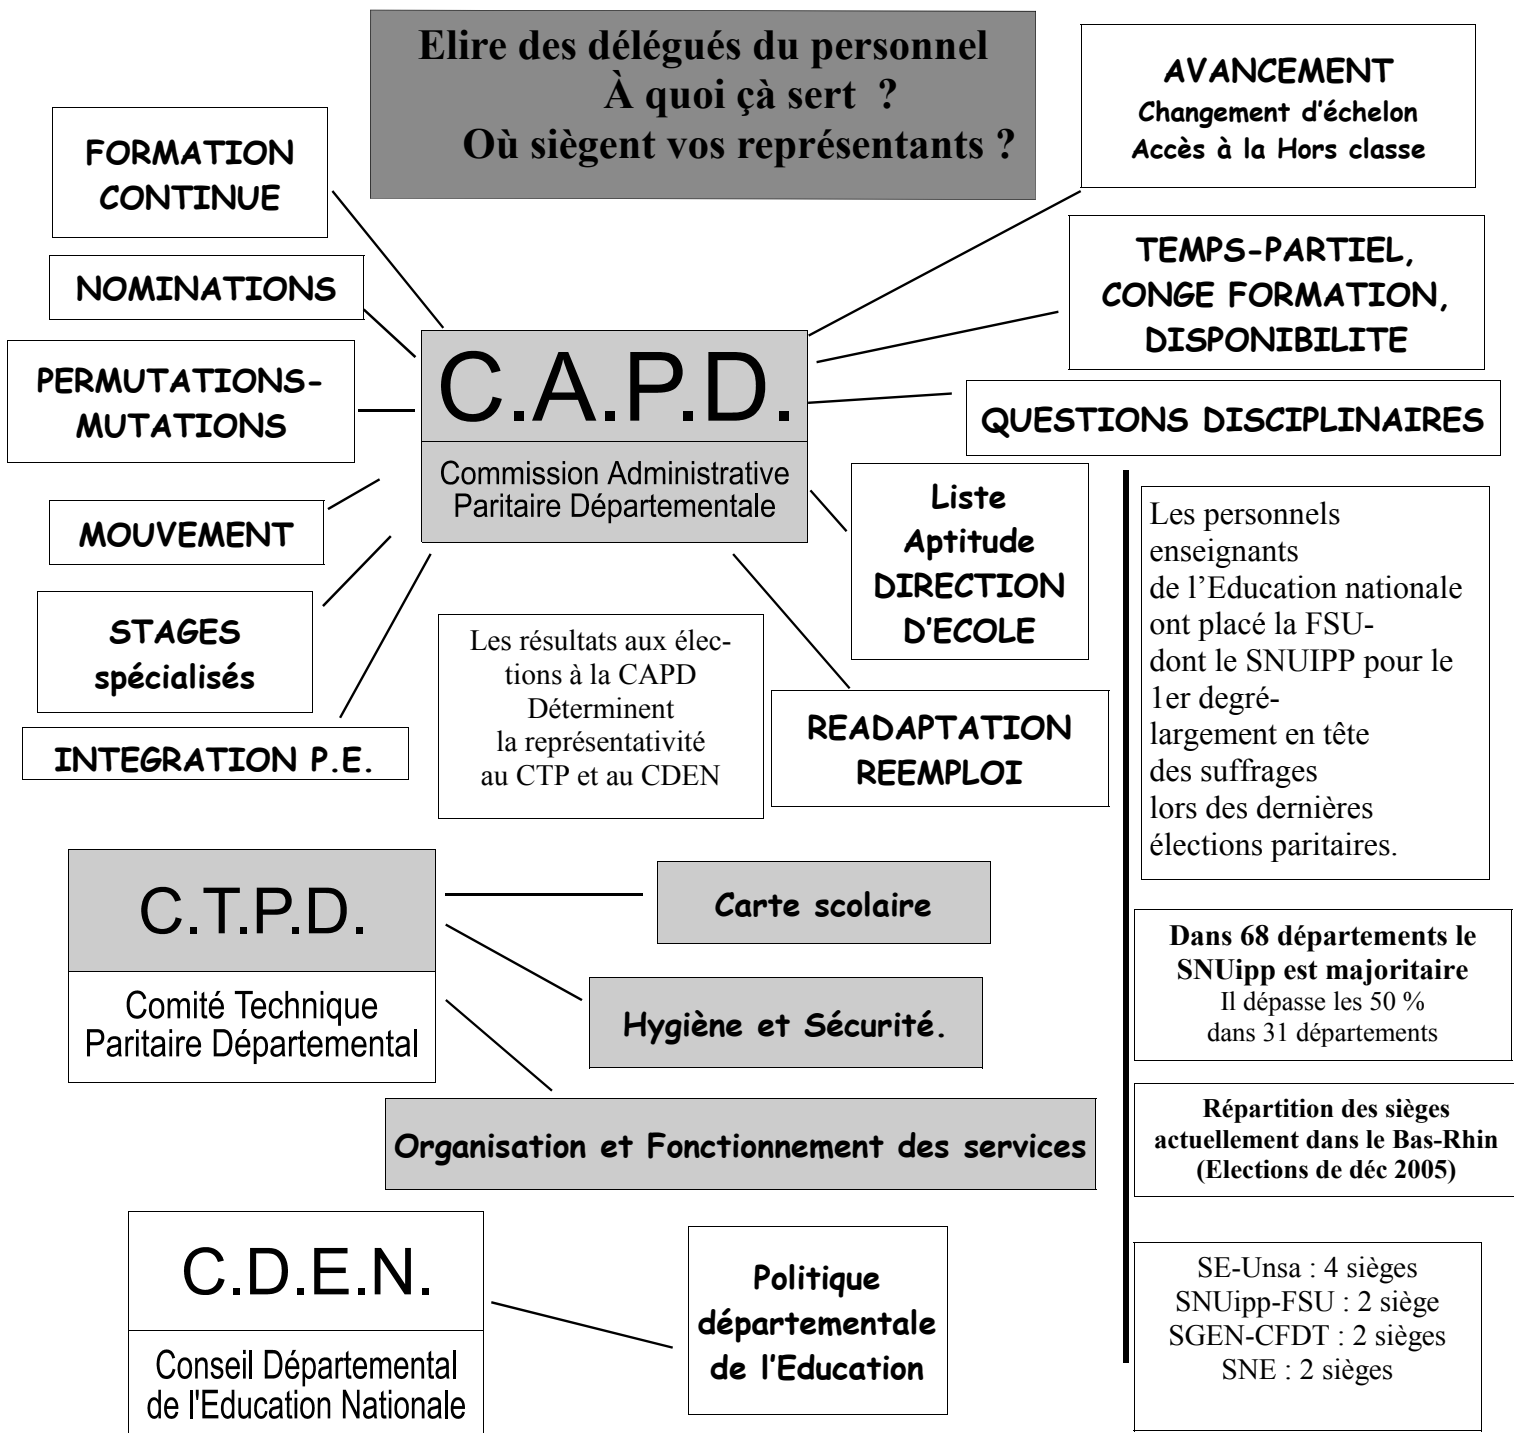 Elire des délégués du personnel
À quoi çà sert  ?
Où siègent vos représentants ?
FORMATION
CONTINUE
NOMINATIONS
PERMUTATIONS-
MUTATIONS
MOUVEMENT
STAGES
spécialisés
INTEGRATION P.E.
C.A.P.D.
Commission Administrative
Paritaire Départementale
AVANCEMENT
Changement d'échelon
Accès à la Hors classe
TEMPS-PARTIEL,
CONGE FORMATION,
DISPONIBILITE
QUESTIONS DISCIPLINAIRES
Liste
Aptitude
DIRECTION
D'ECOLE
READAPTATION
REEMPLOI
Les résultats aux élec-
tions à la CAPD
Déterminent
la représentativité
au CTP et au CDEN
C.T.P.D.
Comité Technique
Paritaire Départemental
Carte scolaire
Hygiène et Sécurité.
Organisation et Fonctionnement des services
C.D.E.N.
Conseil Départemental
de l'Education Nationale
Politique
départementale
de l'Education
Les personnels
enseignants
de l'Education nationale
ont placé la FSU-
dont le SNUIPP pour le
1er degré-
largement en tête
des suffrages
lors des dernières
élections paritaires.
Dans 68 départements le
SNUipp est majoritaire
Il dépasse les 50 %
dans 31 départements
Répartition des sièges
actuellement dans le Bas-Rhin
(Elections de déc 2005)
SE-Unsa : 4 sièges
SNUipp-FSU : 2 siège
SGEN-CFDT : 2 sièges
SNE : 2 sièges